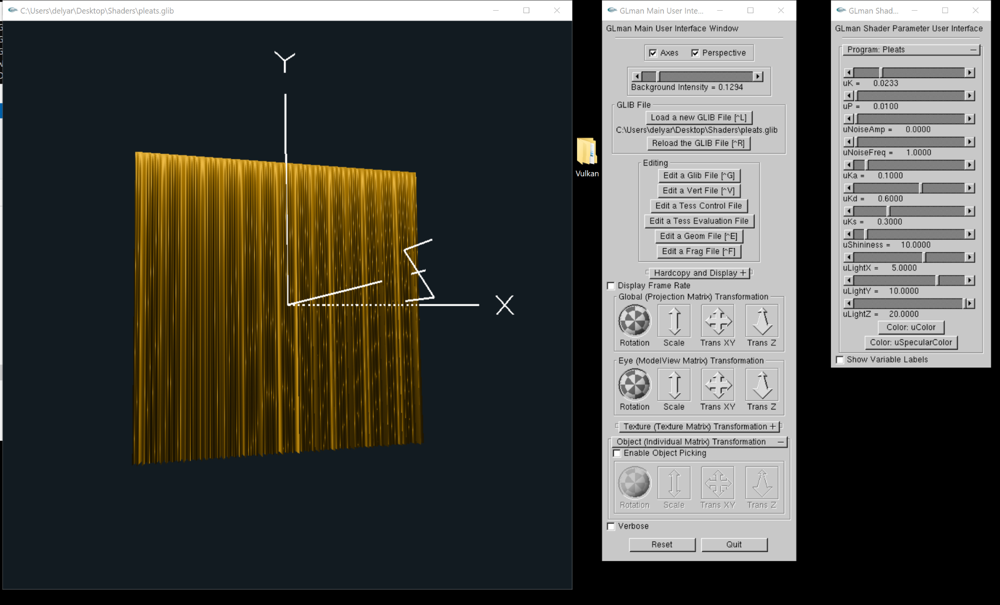 C:\Users\delyar\Desktop\Shaders\pleats.glib
Y
X
Z
Vulkan
GLman Main User Inte...
GLman Main User Interface Window
Axes
Perspective
Background Intensity = 0.1294
GLIB File
Load a new GLIB File [^L]
C:\Users\delyar\Desktop\Shaders\pleats.glib
Reload the GLIB File [^R]
Editing
Edit a Glib File [^G]
Edit a Vert File [^V]
Edit a Tess Control File
Edit a Tess Evaluation File
Edit a Geom File [^E]
Edit a Frag File [^F]
Hardcopy and Display +
Display Frame Rate
Global (Projection Matrix) Transformation
Rotation Scale Trans XY Trans Z
Eye (ModelView Matrix) Transformation
Rotation Scale Trans XY Trans Z
Texture (Texture Matrix) Transformation +
Object (Individual Matrix) Transformation −
Enable Object Picking
Rotation Scale Trans XY Trans Z
Verbose
Reset Quit
GLman Shad...
GLman Shader Parameter User Interface
Program: Pleats −
uK = 0.0233
uP = 0.0100
uNoiseAmp = 0.0000
uNoiseFreq = 1.0000
uKa = 0.1000
uKd = 0.6000
uKs = 0.3000
uShininess = 10.0000
uLightX = 5.0000
uLightY = 10.0000
uLightZ = 20.0000
Color: uColor
Color: uSpecularColor
Show Variable Labels